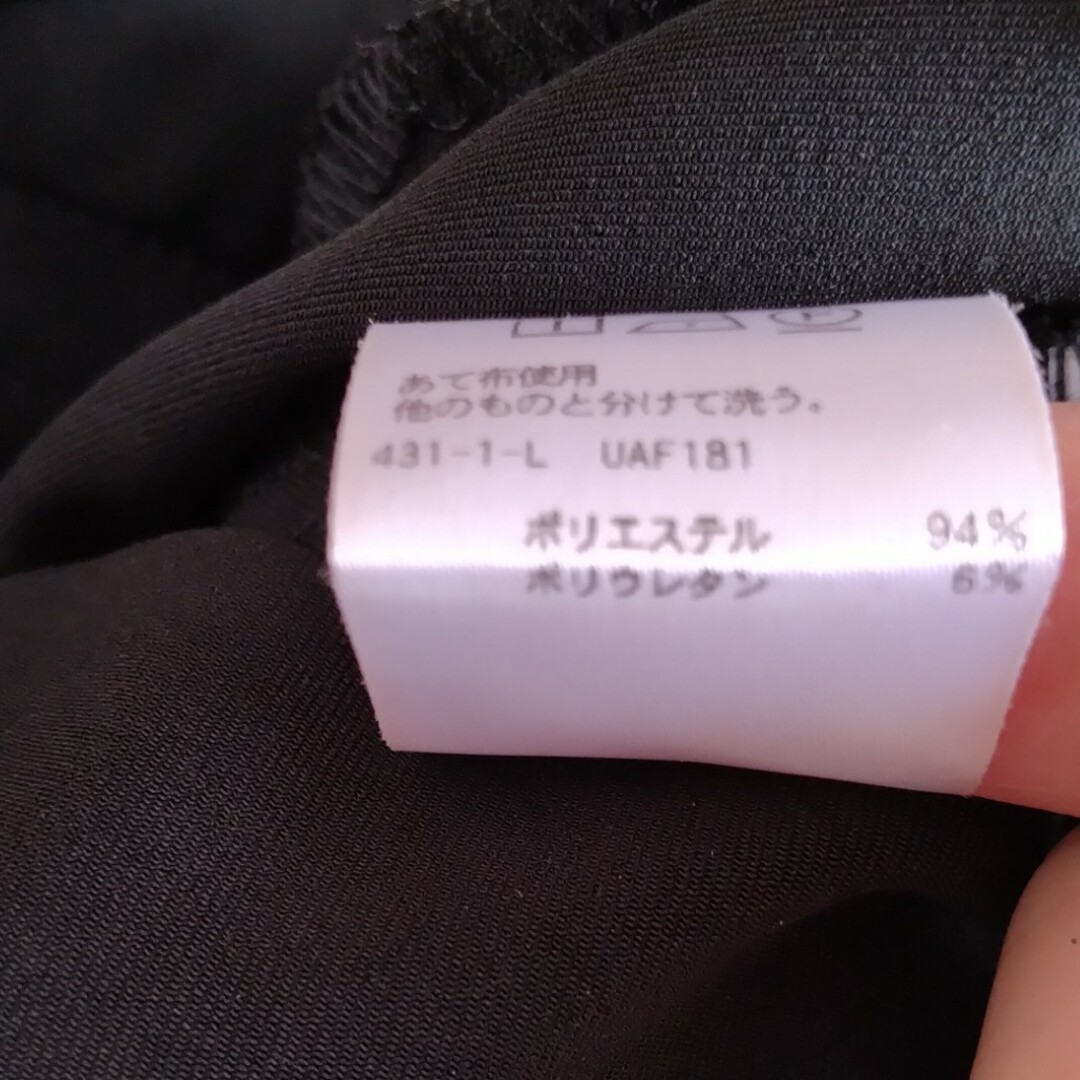 あて布使用
他のものと分けて洗う。
431-1-L UAF181
ポリエステル 94%
ポリウレタン 6%